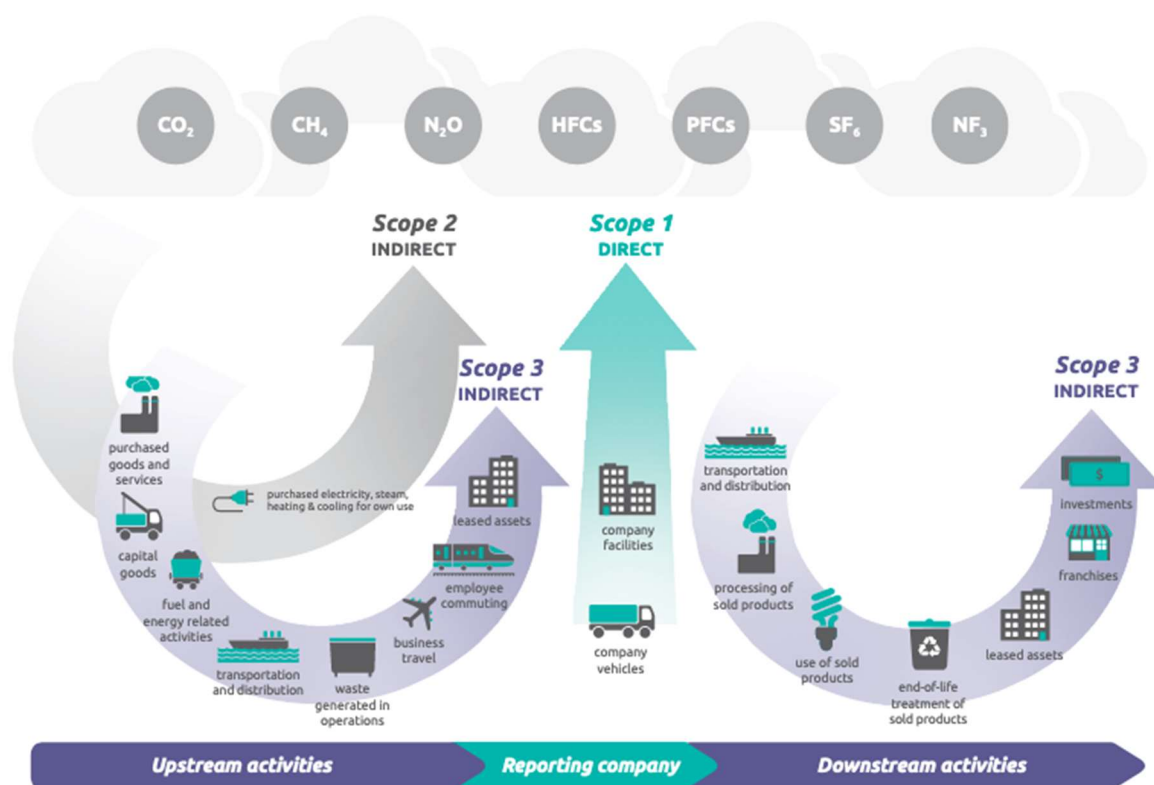 CO₂
CH₄
N₂O
HFCs
PFCs
SF₆
NF₃
Scope 2
INDIRECT
Scope 1
DIRECT
Scope 3
INDIRECT
Scope 3
INDIRECT
purchased
goods and
services
capital
goods
fuel and
energy related
activities
transportation
and distribution
waste
generated in
operations
business
travel
employee
commuting
leased assets
purchased electricity, steam,
heating & cooling for own use
company
facilities
company
vehicles
transportation
and distribution
processing of
sold products
use of sold
products
end-of-life
treatment of
sold products
leased assets
franchises
$
investments
Upstream activities
Reporting company
Downstream activities